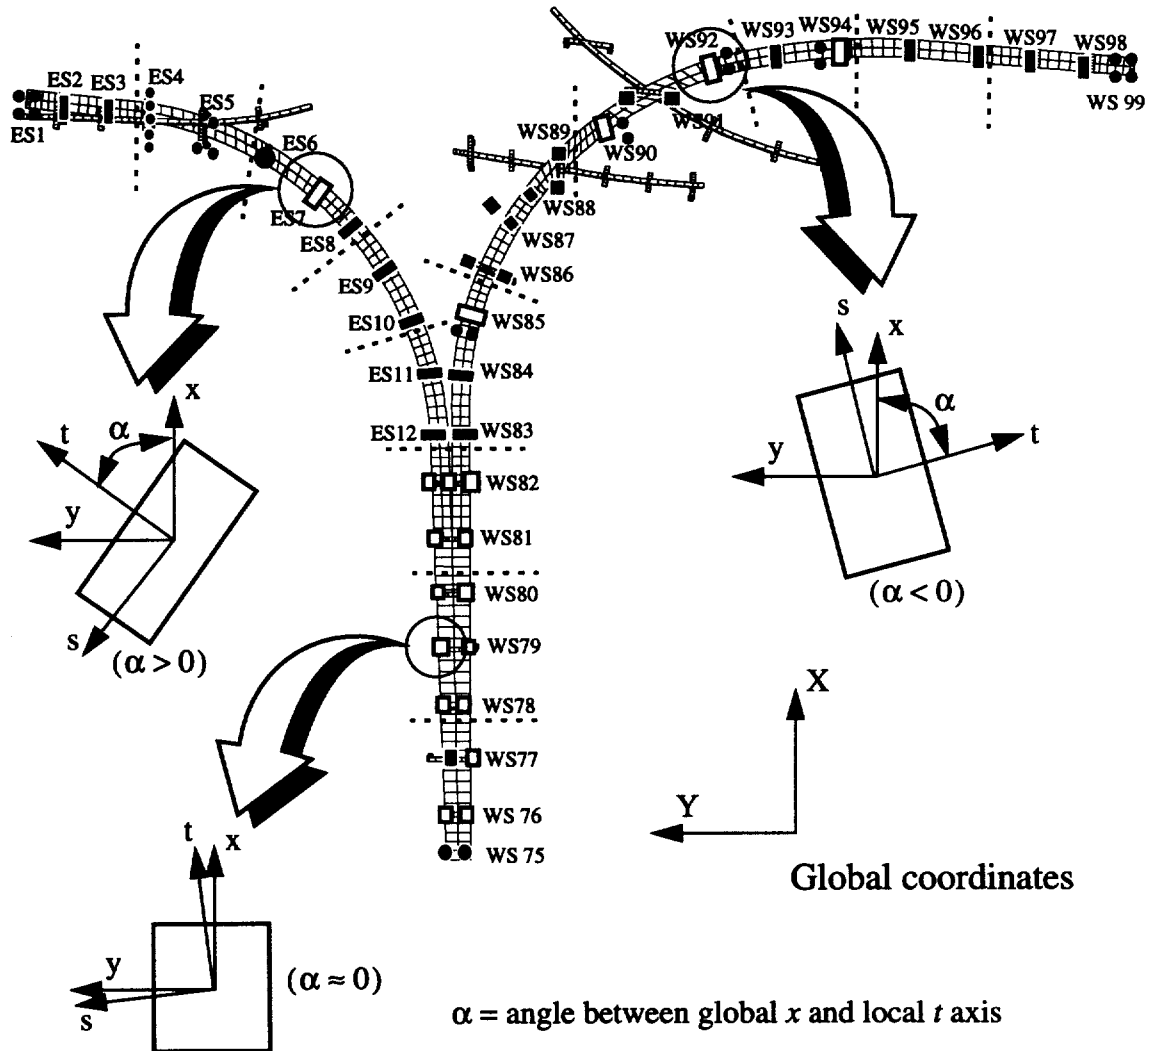 WS92
WS93
WS94
WS95
WS96
WS97
WS98
WS 99
ES1
ES2
ES3
ES4
ES5
ES6
ES7
ES8
ES9
ES10
ES11
ES12
WS91
WS90
WS89
WS88
WS87
WS86
WS85
WS84
WS83
WS82
WS81
WS80
WS79
WS78
WS77
WS 76
WS 75
x
t
α
y
s
(α > 0)
s
x
α
t
y
(α < 0)
t
x
y
s
(α ≈ 0)
X
Y
Global coordinates
α = angle between global x and local t axis